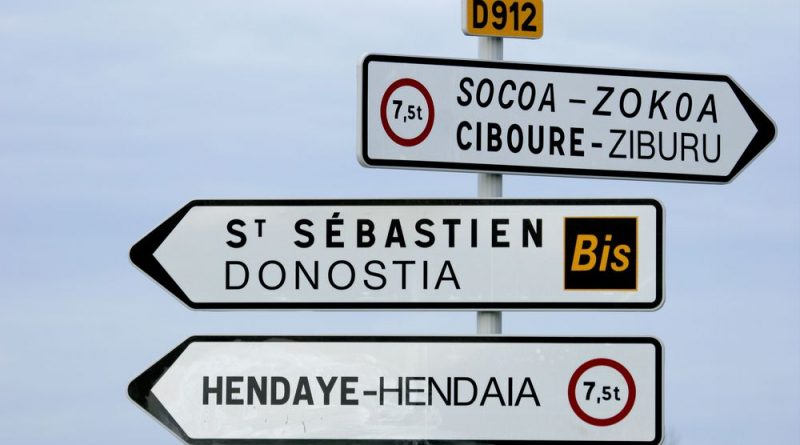 D912
7,5t
SOCOA - ZOKOA
CIBOURE - ZIBURU
ST SÉBASTIEN
DONOSTIA
Bis
HENDAYE-HENDAIA
7,5t